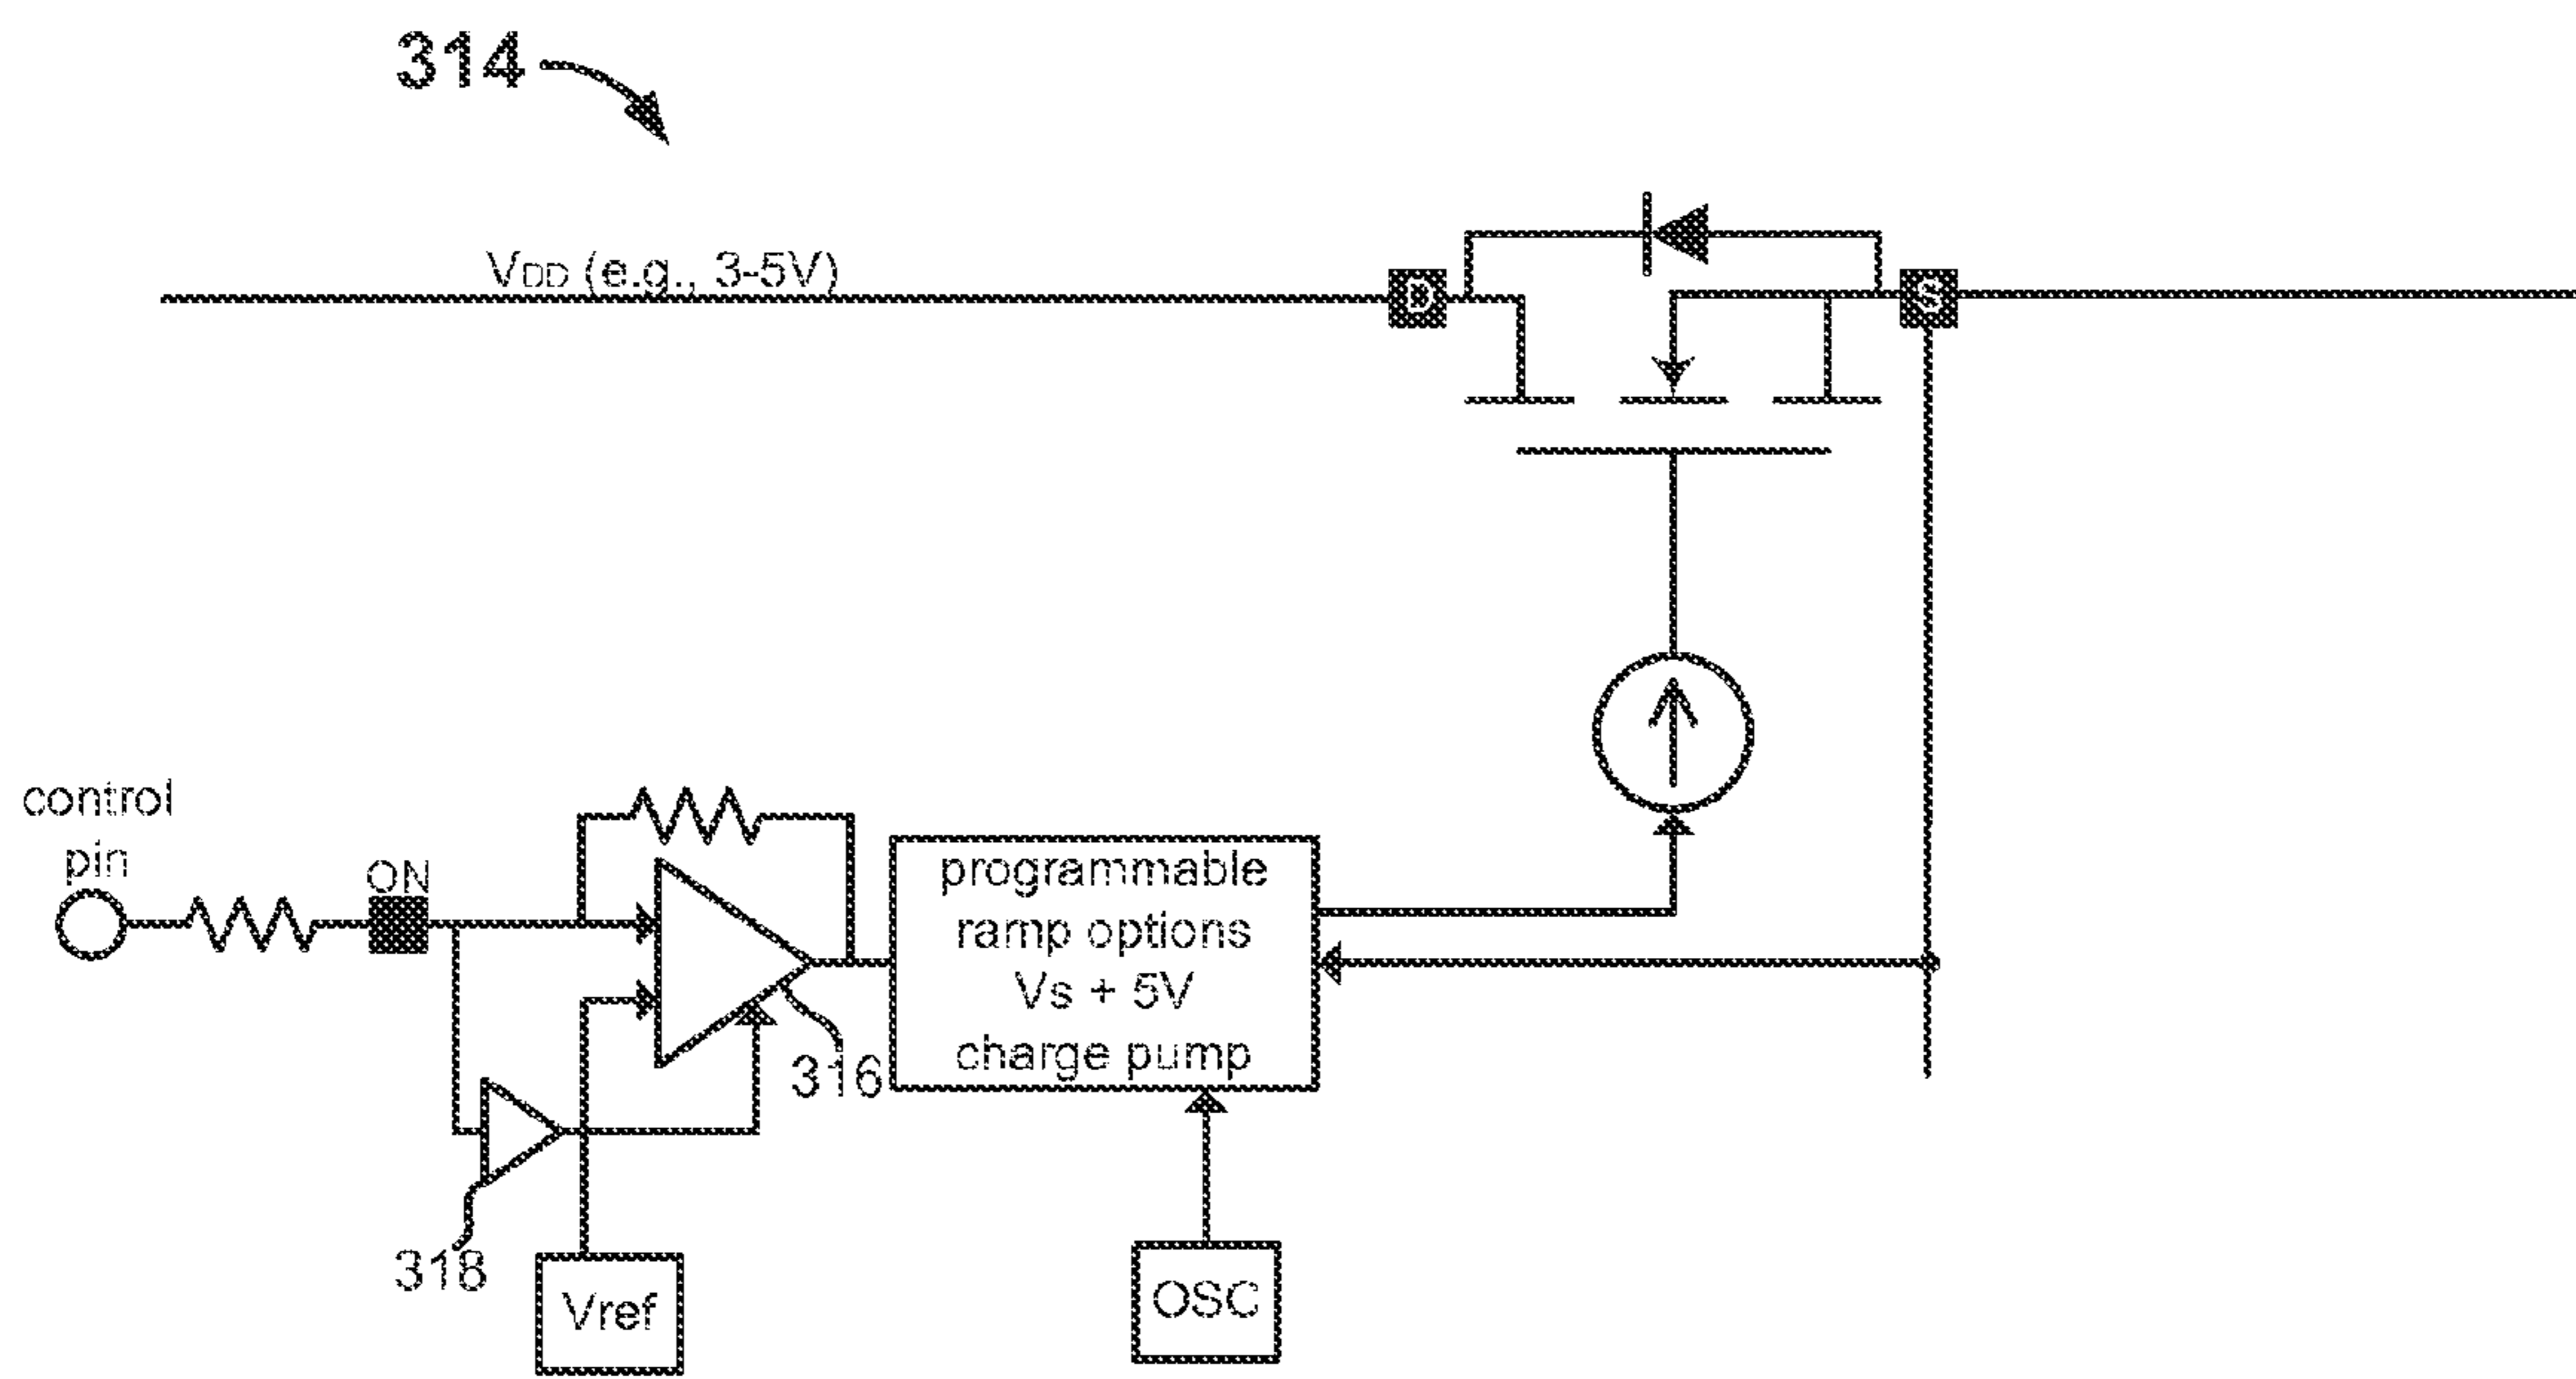 314
VDD (e.g., 3-5V)
D
S
control
pin
ON
programmable
ramp options
Vs + 5V
charge pump
316
318
Vref
OSC